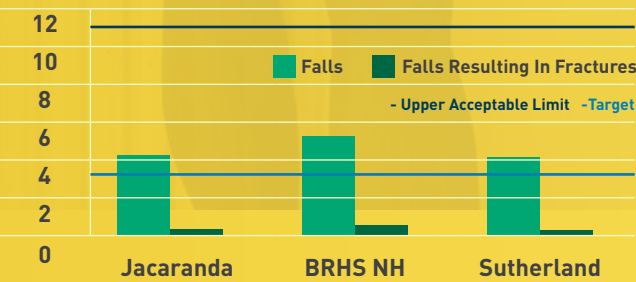 12
10
Falls Falls Resulting In Fractures
8
- Upper Acceptable Limit -Target
6
4
2
0
Jacaranda BRHS NH Sutherland